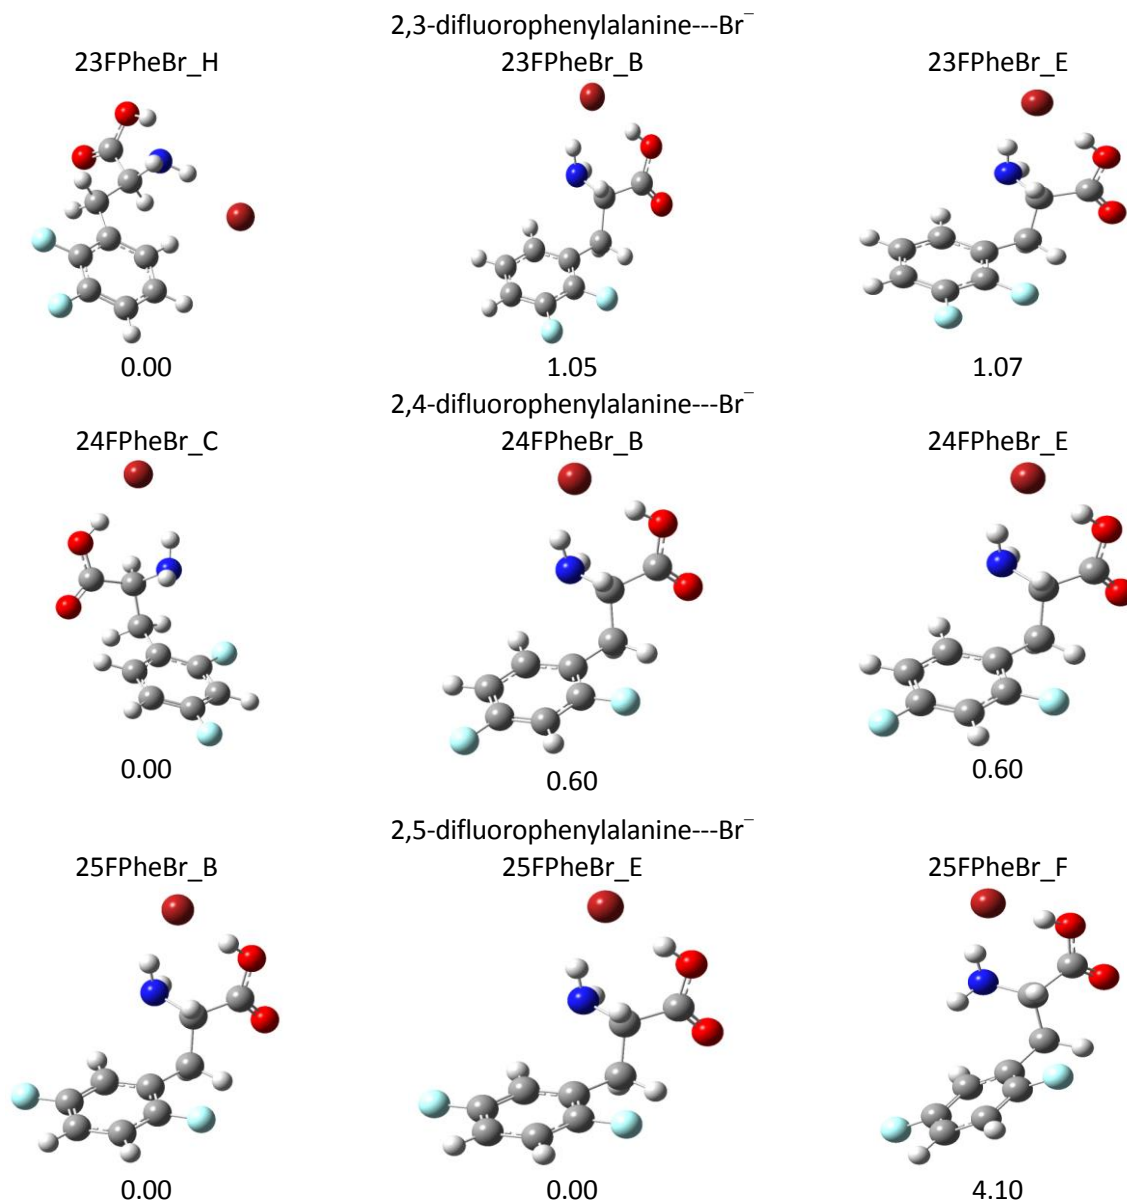 2,3-difluorophenylalanine---Br⁻
23FPheBr_H 23FPheBr_B 23FPheBr_E
0.00 1.05 1.07
2,4-difluorophenylalanine---Br⁻
24FPheBr_C 24FPheBr_B 24FPheBr_E
0.00 0.60 0.60
2,5-difluorophenylalanine---Br⁻
25FPheBr_B 25FPheBr_E 25FPheBr_F
0.00 0.00 4.10